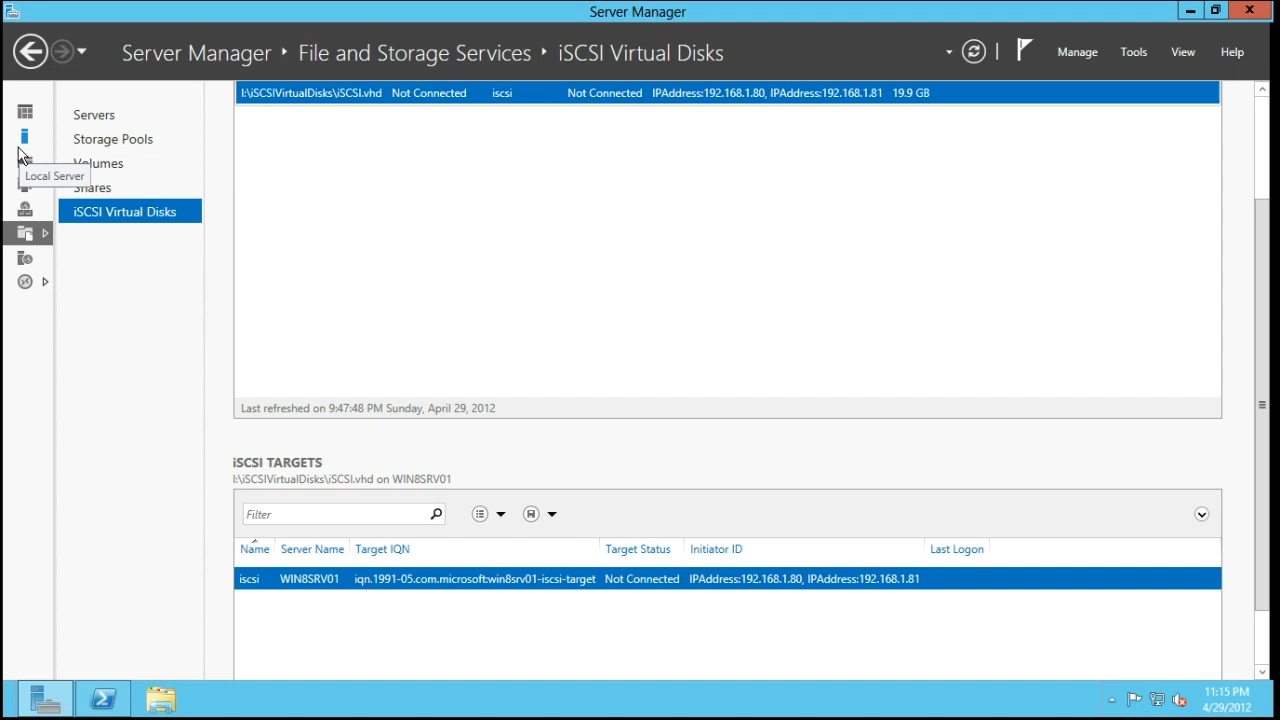 Server Manager
Server Manager ‣ File and Storage Services ‣ iSCSI Virtual Disks
Manage Tools View Help
I:\iSCSIVirtualDisks\iSCSI.vhd Not Connected iscsi Not Connected IPAddress:192.168.1.80, IPAddress:192.168.1.81 19.9 GB
Servers
Storage Pools
Volumes
Local Server
Shares
iSCSI Virtual Disks
Last refreshed on 9:47:48 PM Sunday, April 29, 2012
iSCSI TARGETS
I:\iSCSIVirtualDisks\iSCSI.vhd on WIN8SRV01
Filter
Name Server Name Target IQN Target Status Initiator ID Last Logon
iscsi WIN8SRV01 iqn.1991-05.com.microsoft:win8srv01-iscsi-target Not Connected IPAddress:192.168.1.80, IPAddress:192.168.1.81
11:15 PM
4/29/2012